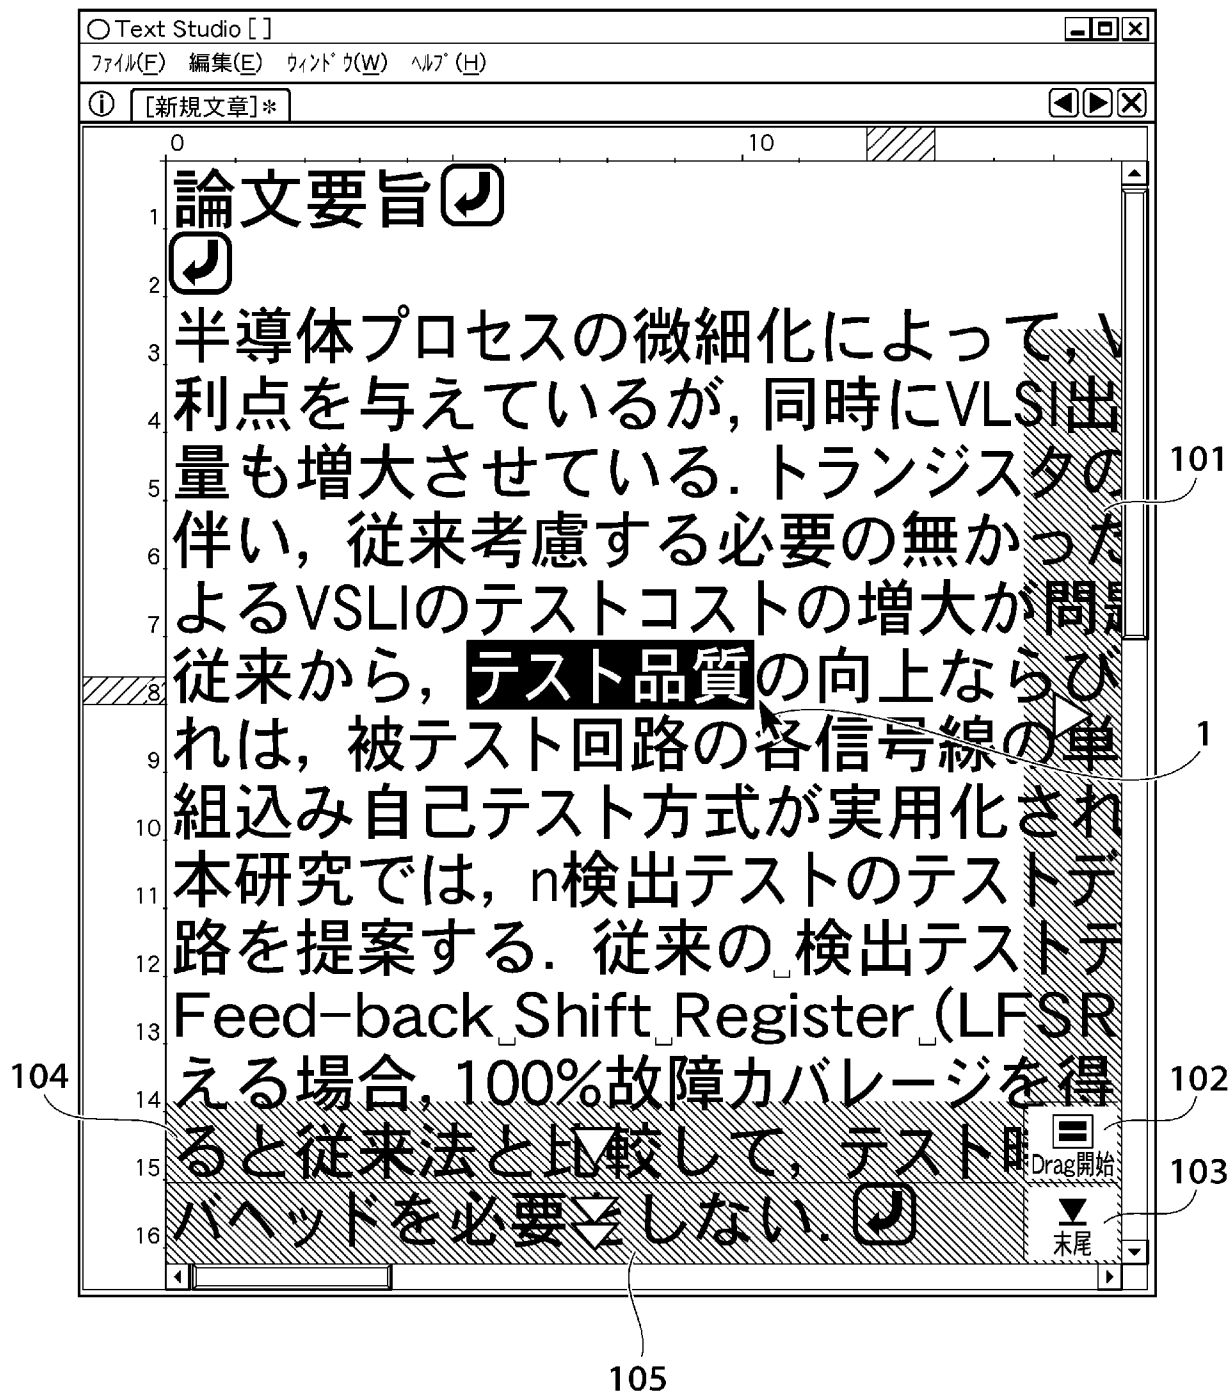 Text Studio [ ]
ファイル(F) 編集(E) ウィンドウ(W) ヘルプ(H)
[新規文章]*
0 10
1 論文要旨
2
3 半導体プロセスの微細化によって, V
4 利点を与えているが, 同時にVLSI出
5 量も増大させている. トランジスタの
101
6 伴い, 従来考慮する必要の無かった
7 よるVSLIのテストコストの増大が問題
8 従来から, テスト品質の向上ならび
1
9 れは, 被テスト回路の各信号線の単
10 組込み自己テスト方式が実用化され
11 本研究では, n検出テストのテストデ
12 路を提案する. 従来の 検出テストデ
13 Feed-back Shift Register (LFSR
14 える場合, 100%故障カバレージを得
104
102
15 ると従来法と比較して, テスト時
Drag開始
103
16 バヘッドを必要としない.
末尾
105